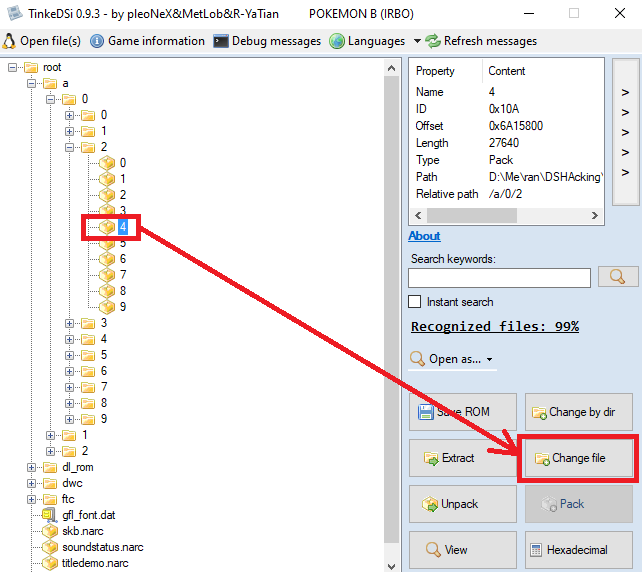 TinkeDSi 0.9.3 - by pleoNeX&MetLob&R-YaTian POKEMON B (IRBO)
Open file(s) Game information Debug messages Languages Refresh messages
root
a
0
0
1
2
0
1
2
3
4
5
6
7
8
9
3
4
5
6
7
8
9
1
2
dl_rom
dwc
ftc
gfl_font.dat
skb.narc
soundstatus.narc
titledemo.narc
Property Content
Name 4
ID 0x10A
Offset 0x6A15800
Length 27640
Type Pack
Path D:\Me\ran\DSHAcking\
Relative path /a/0/2
>
>
>
>
>
About
Search keywords:
Instant search
Recognized files: 99%
Open as...
Save ROM Change by dir
Extract Change file
Unpack Pack
View Hexadecimal